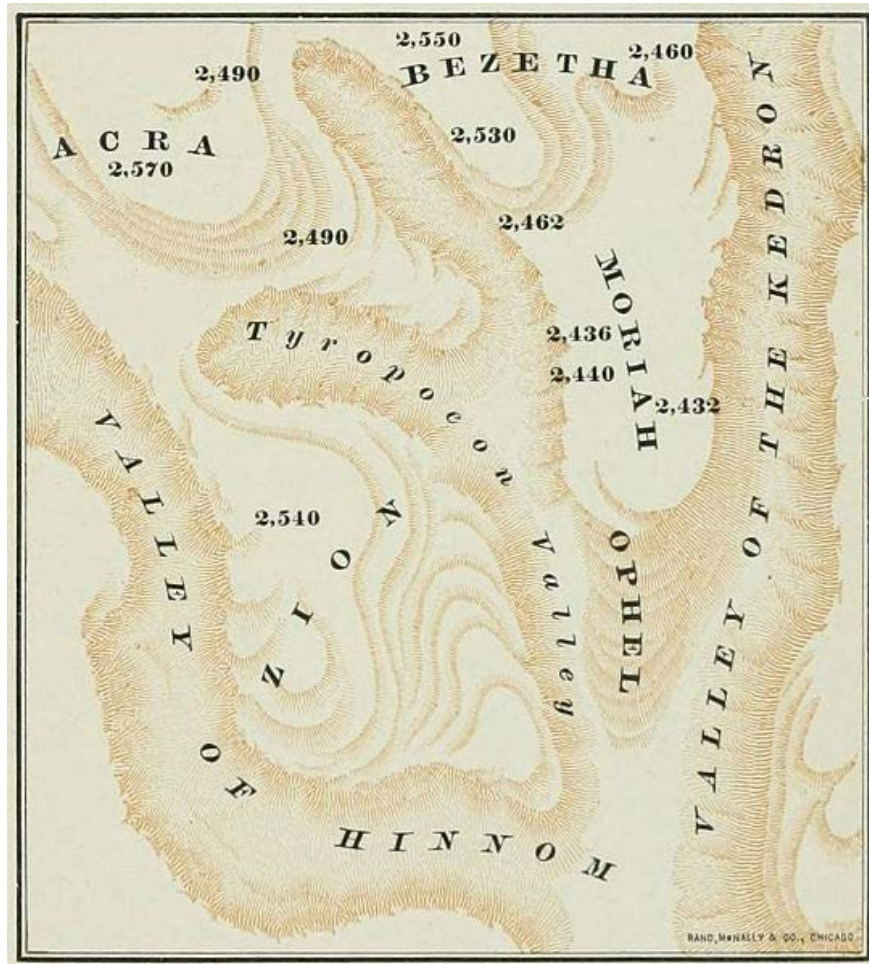 2,550
2,460
BEZETHA
2,490
ACRA
2,570
2,530
2,462
2,490
MORIAH
2,436
2,440
2,432
Tyropoeon Valley
VALLEY OF THE KEDRON
VALLEY OF HINNOM
2,540
ZION
OPHEL
RAND, McNALLY & CO., CHICAGO